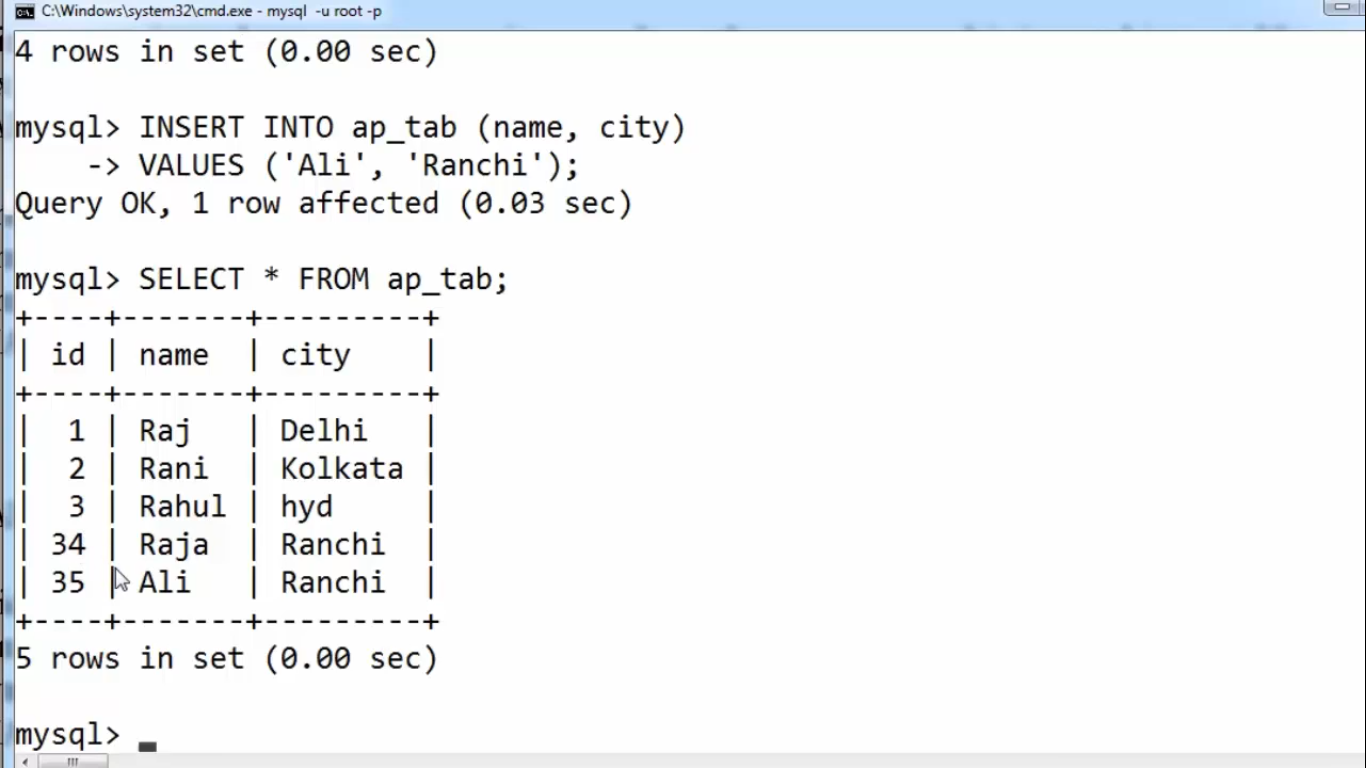 C:\Windows\system32\cmd.exe - mysql  -u root -p
4 rows in set (0.00 sec)
mysql> INSERT INTO ap_tab (name, city)
    -> VALUES ('Ali', 'Ranchi');
Query OK, 1 row affected (0.03 sec)
mysql> SELECT * FROM ap_tab;
+----+-------+---------+
| id | name  | city    |
+----+-------+---------+
|  1 | Raj   | Delhi   |
|  2 | Rani  | Kolkata |
|  3 | Rahul | hyd     |
| 34 | Raja  | Ranchi  |
| 35 | Ali   | Ranchi  |
+----+-------+---------+
5 rows in set (0.00 sec)
mysql>